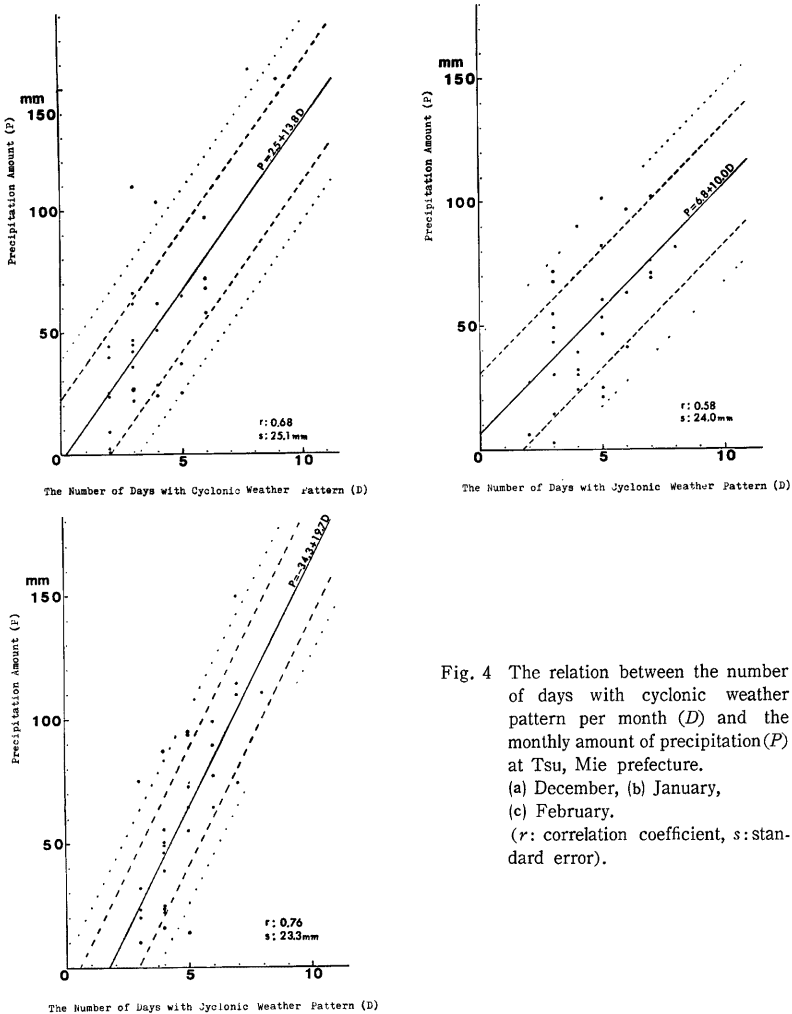 mm
150
100
50
0
5
10
Precipitation Amount (P)
P=2.5+13.8D
r: 0.68
s: 25.1mm
The Number of Days with Cyclonic Weather Pattern (D)
mm
150
100
50
0
5
10
Precipitation Amount (P)
P=6.8+10.0D
r: 0.58
s: 24.0mm
The Number of Days with Cyclonic Weather Pattern (D)
mm
150
100
50
0
5
10
Precipitation Amount (P)
P=-34.3+19.7D
r: 0.76
s: 23.3mm
The Number of Days with Cyclonic Weather Pattern (D)
Fig. 4 The relation between the number
of days with cyclonic weather
pattern per month (D) and the
monthly amount of precipitation (P)
at Tsu, Mie prefecture.
(a) December, (b) January,
(c) February.
(r: correlation coefficient, s: stan-
dard error).